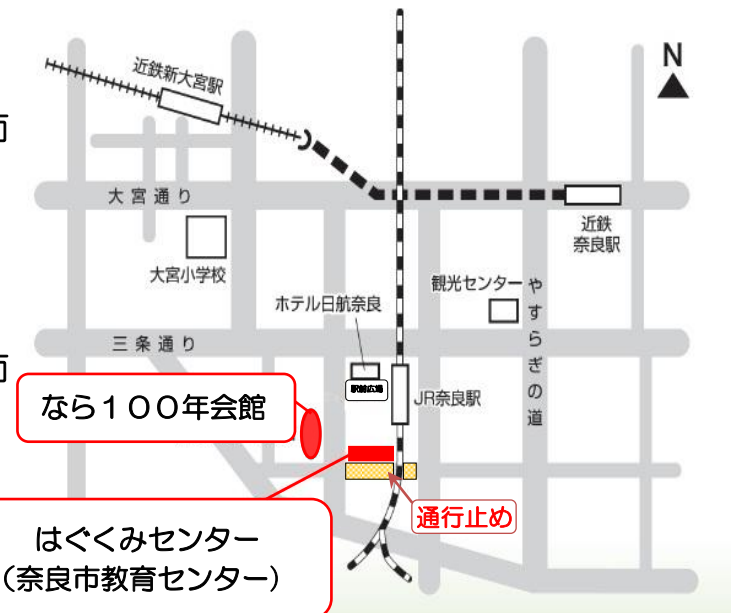 近鉄新大宮駅
N
面
大宮通り
近鉄
奈良駅
大宮小学校
観光センター
やすらぎの道
ホテル日航奈良
三条通り
面
駅前広場
JR奈良駅
なら100年会館
通行止め
はぐくみセンター
(奈良市教育センター)